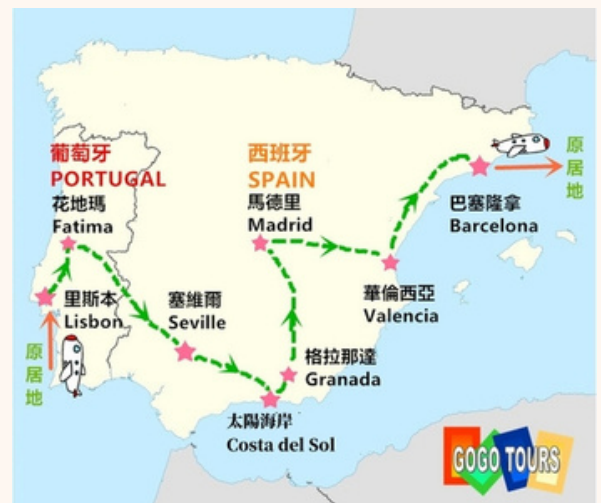 葡萄牙
PORTUGAL
花地瑪
Fatima
西班牙
SPAIN
馬德里
Madrid
原居地
巴塞隆拿
Barcelona
里斯本
Lisbon
塞維爾
Seville
華倫西亞
Valencia
原居地
格拉那達
Granada
太陽海岸
Costa del Sol
GOGO TOURS